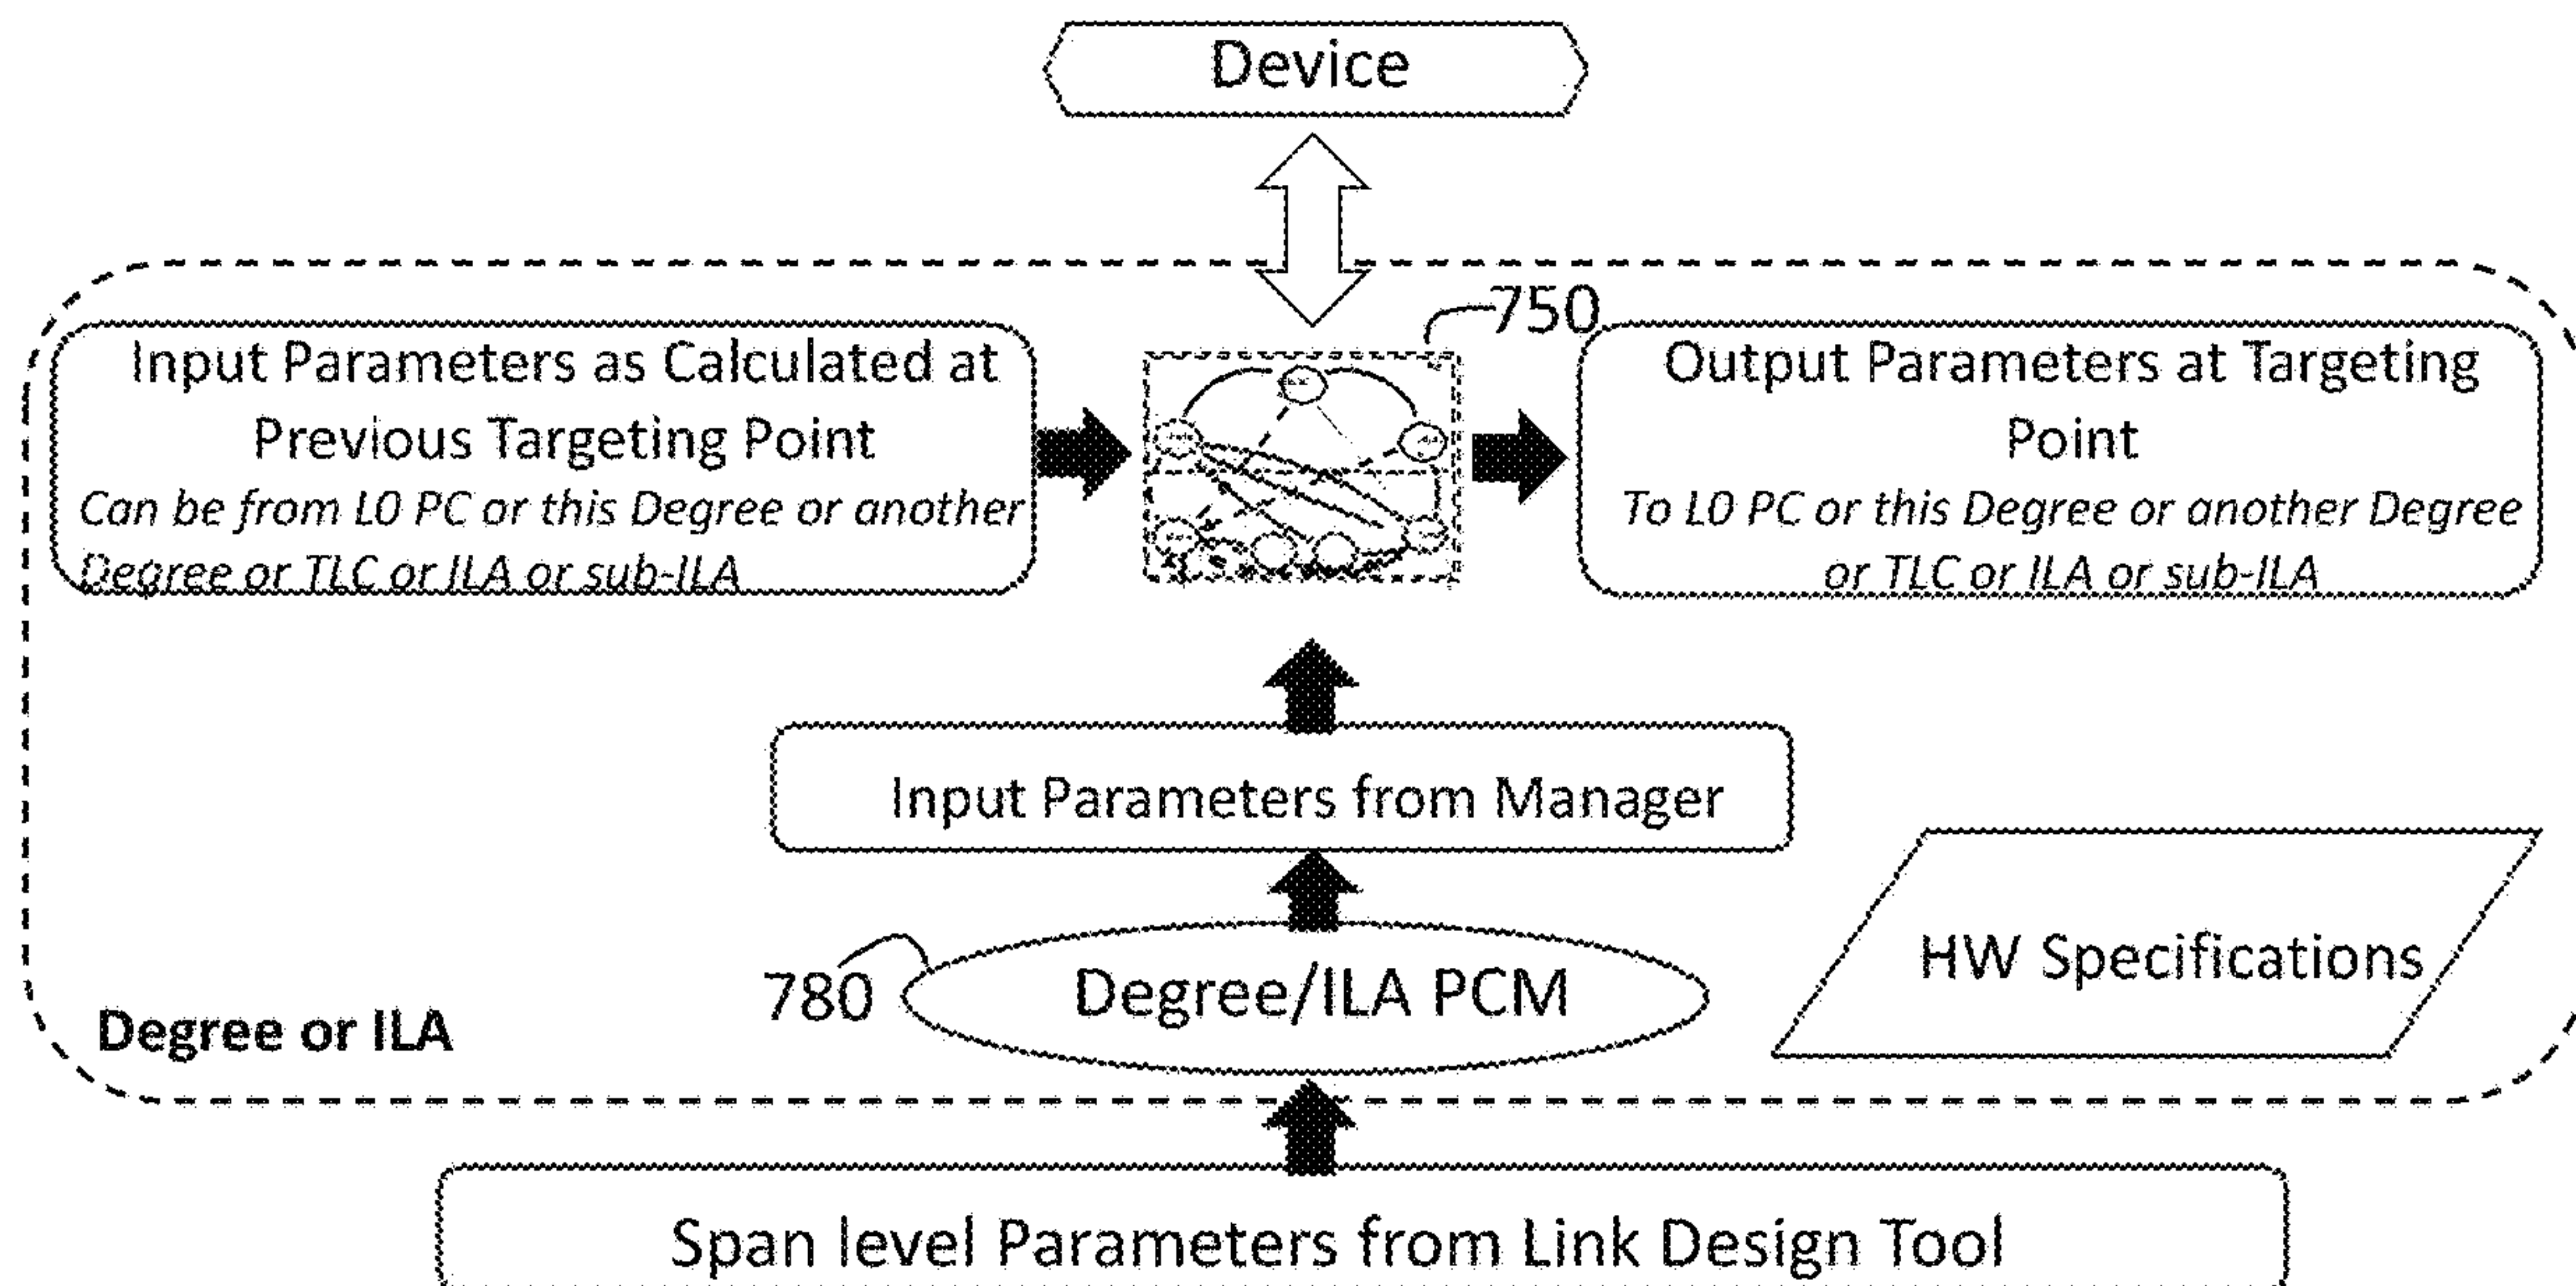 Device
750
Input Parameters as Calculated at
Previous Targeting Point
Can be from L0 PC or this Degree or another
Degree or TLC or ILA or sub-ILA
Output Parameters at Targeting
Point
To L0 PC or this Degree or another Degree
or TLC or ILA or sub-ILA
Input Parameters from Manager
HW Specifications
780
Degree/ILA PCM
Degree or ILA
Span level Parameters from Link Design Tool